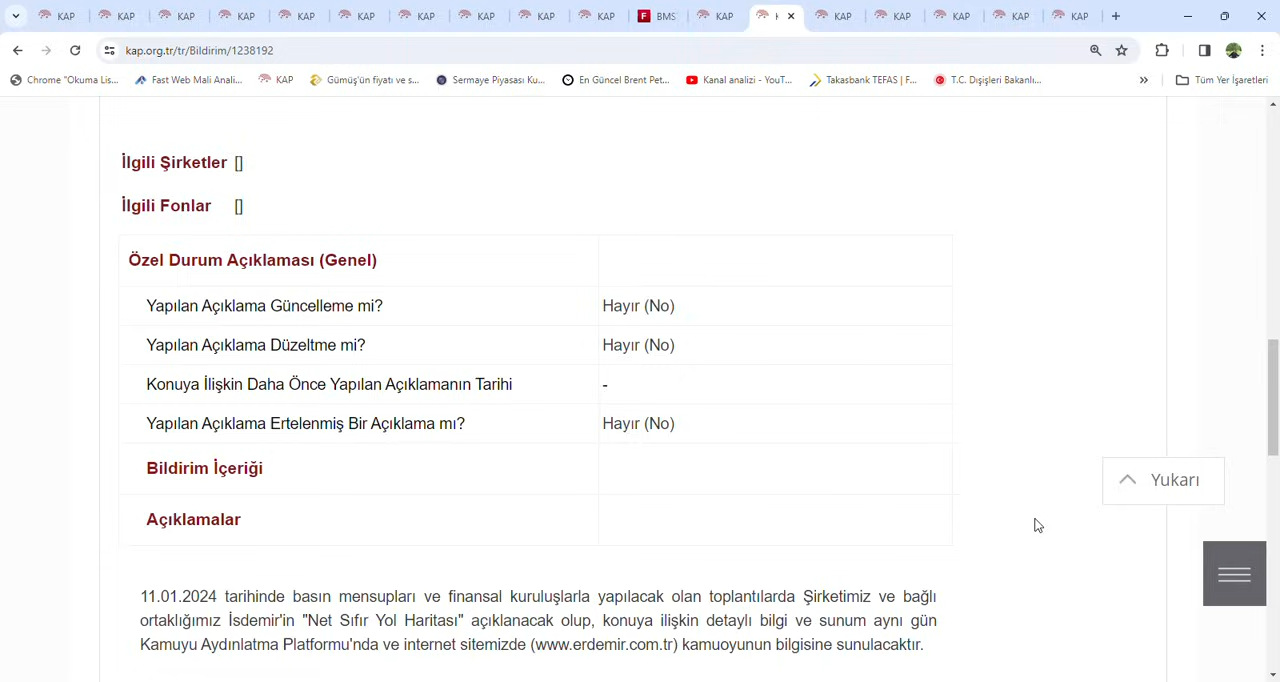 KAP KAP KAP KAP KAP KAP KAP KAP KAP KAP BMS KAP KAP KAP KAP KAP KAP
kap.org.tr/tr/Bildirim/1238192
Chrome "Okuma Lis... Fast Web Mali Anali... KAP Gümüş'ün fiyatı ve s... Sermaye Piyasası Ku... En Güncel Brent Pet... Kanal analizi - YouT... Takasbank TEFAS | F... T.C. Dışişleri Bakanlı... » Tüm Yer İşaretleri
İlgili Şirketler []
İlgili Fonlar []
Özel Durum Açıklaması (Genel)
Yapılan Açıklama Güncelleme mi? Hayır (No)
Yapılan Açıklama Düzeltme mi? Hayır (No)
Konuya İlişkin Daha Önce Yapılan Açıklamanın Tarihi -
Yapılan Açıklama Ertelenmiş Bir Açıklama mı? Hayır (No)
Bildirim İçeriği
Yukarı
Açıklamalar
11.01.2024 tarihinde basın mensupları ve finansal kuruluşlarla yapılacak olan toplantılarda Şirketimiz ve bağlı
ortaklığımız İsdemir'in "Net Sıfır Yol Haritası" açıklanacak olup, konuya ilişkin detaylı bilgi ve sunum aynı gün
Kamuyu Aydınlatma Platformu'nda ve internet sitemizde (www.erdemir.com.tr) kamuoyunun bilgisine sunulacaktır.